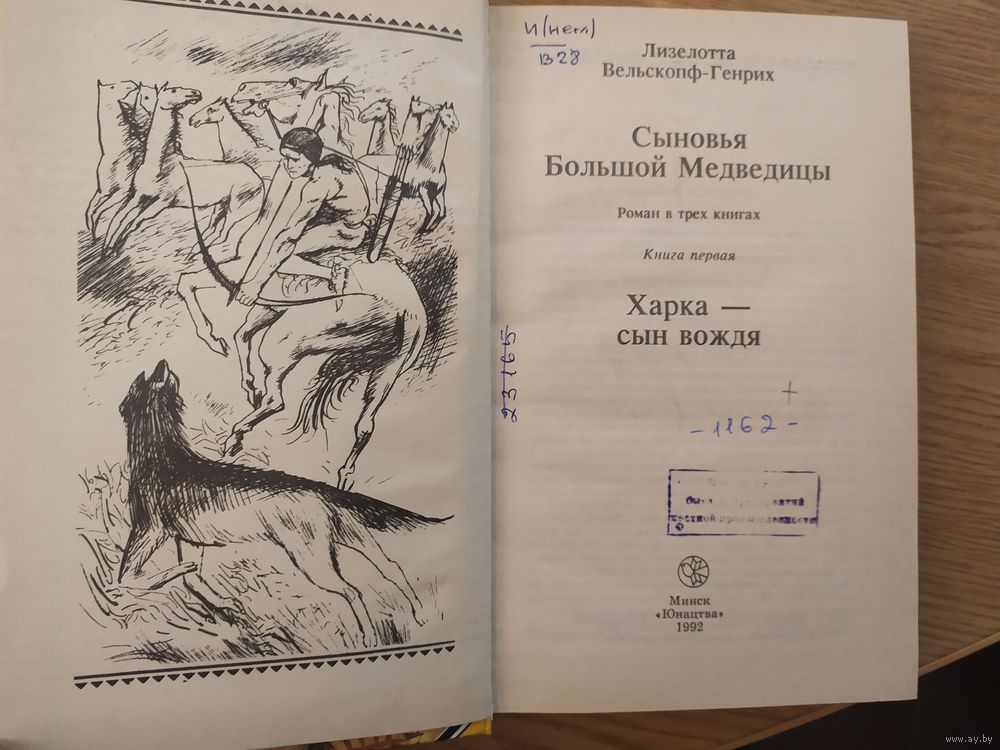 И(нем)
В28
Лизелотта
Вельскопф-Генрих
Сыновья
Большой Медведицы
Роман в трех книгах
Книга первая
Харка —
сын вождя
23165
+
- 1162 -
Минск
«Юнацтва»
1992
www.ay.by